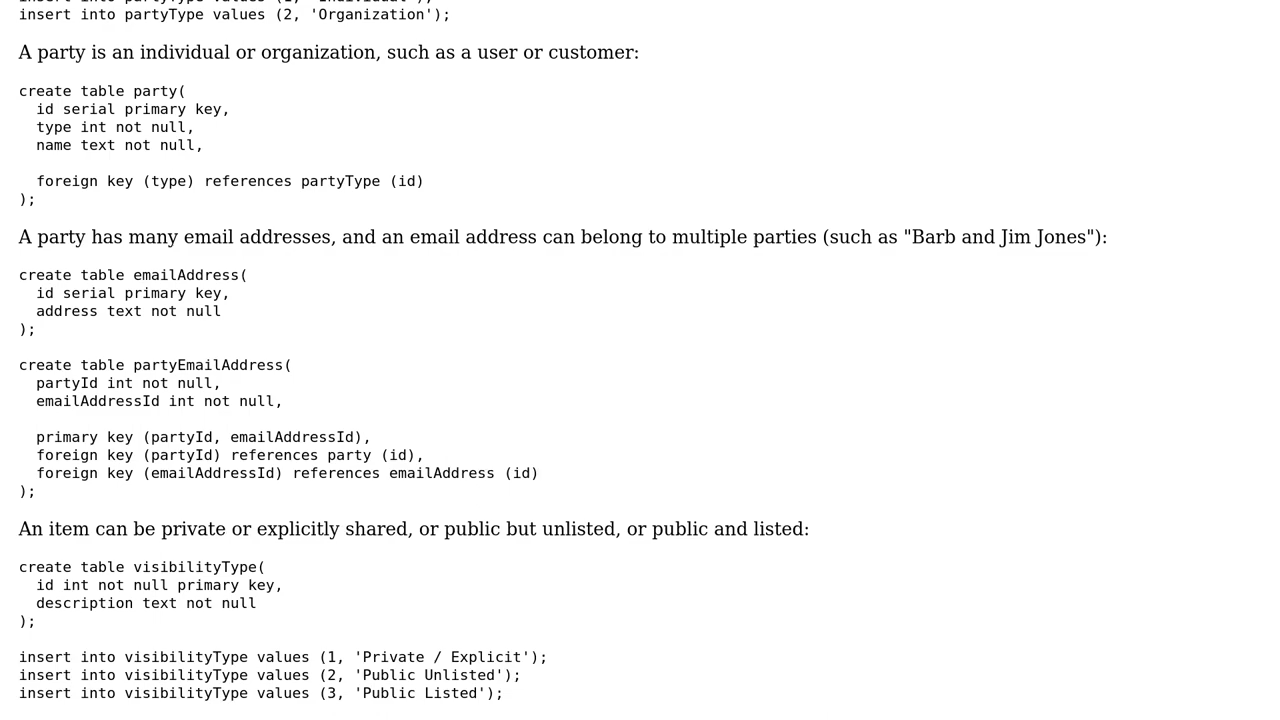 insert into partyType values (1, 'Individual');
insert into partyType values (2, 'Organization');
A party is an individual or organization, such as a user or customer:
create table party(
  id serial primary key,
  type int not null,
  name text not null,

  foreign key (type) references partyType (id)
);
A party has many email addresses, and an email address can belong to multiple parties (such as "Barb and Jim Jones"):
create table emailAddress(
  id serial primary key,
  address text not null
);

create table partyEmailAddress(
  partyId int not null,
  emailAddressId int not null,

  primary key (partyId, emailAddressId),
  foreign key (partyId) references party (id),
  foreign key (emailAddressId) references emailAddress (id)
);
An item can be private or explicitly shared, or public but unlisted, or public and listed:
create table visibilityType(
  id int not null primary key,
  description text not null
);

insert into visibilityType values (1, 'Private / Explicit');
insert into visibilityType values (2, 'Public Unlisted');
insert into visibilityType values (3, 'Public Listed');